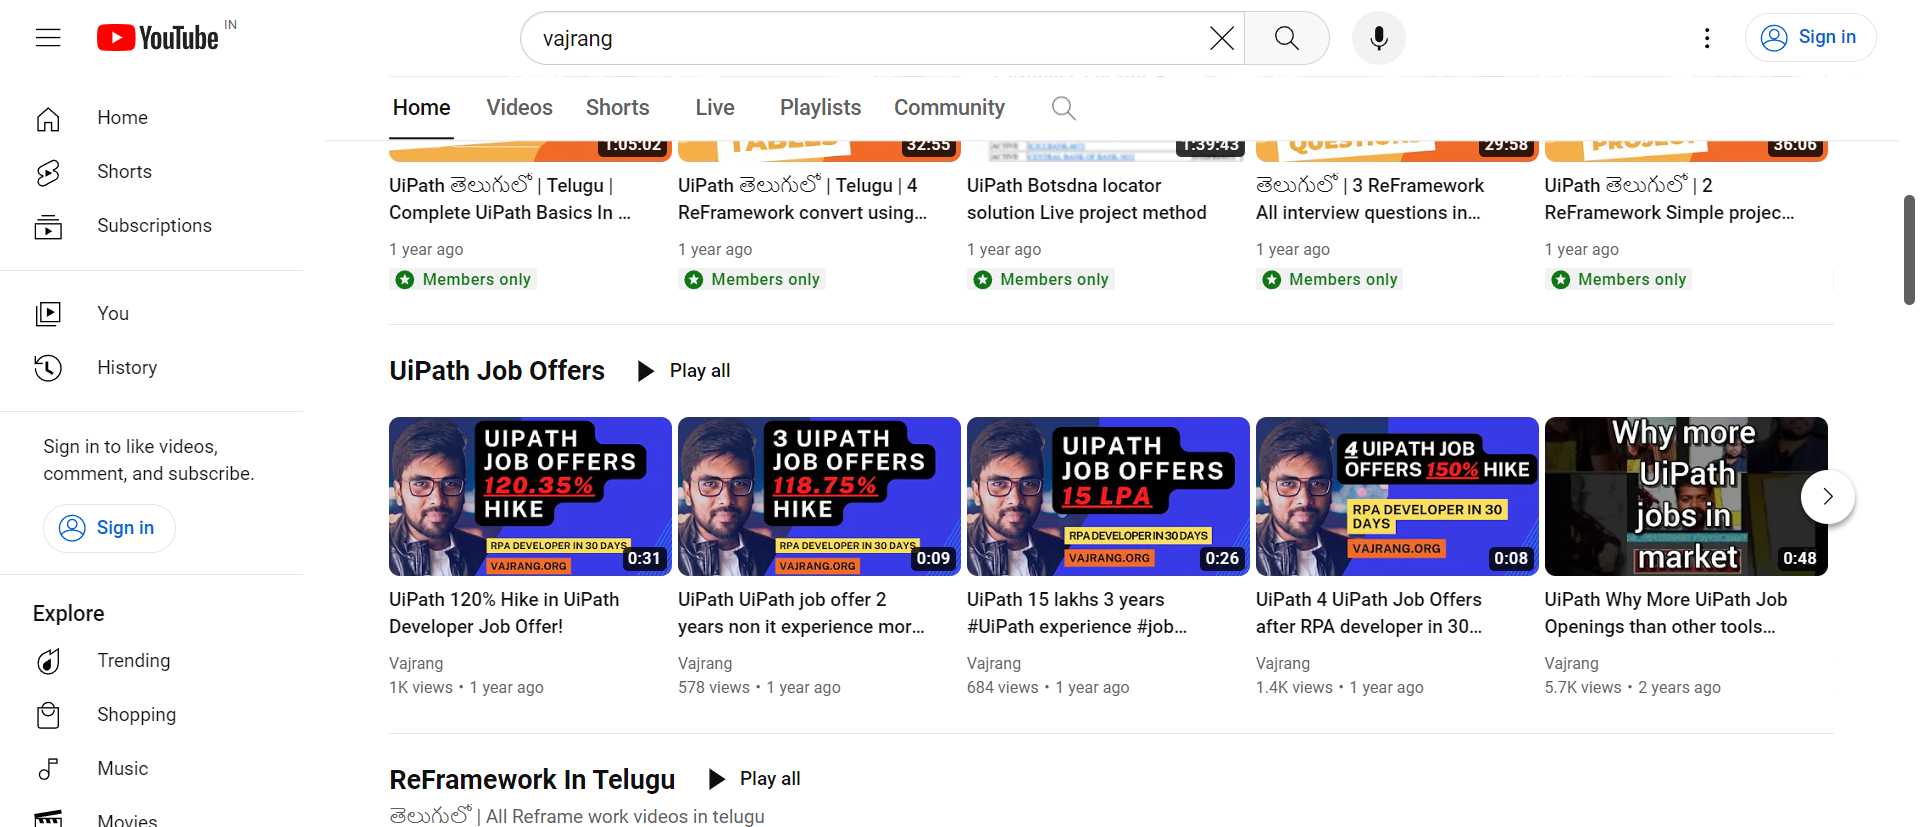 YouTube IN
vajrang
Sign in
Home Videos Shorts Live Playlists Community
Home
Shorts
Subscriptions
You
History
Sign in to like videos,
comment, and subscribe.
Sign in
Explore
Trending
Shopping
Music
Movies
1:05:02
TABLES
32:55
1:39:43
QUESTIONS
29:58
PROJECT
36:06
UiPath తెలుగులో | Telugu |
Complete UiPath Basics In ...
1 year ago
Members only
UiPath తెలుగులో | Telugu | 4
ReFramework convert using...
1 year ago
Members only
UiPath Botsdna locator
solution Live project method
1 year ago
Members only
తెలుగులో | 3 ReFramework
All interview questions in...
1 year ago
Members only
UiPath తెలుగులో | 2
ReFramework Simple projec...
1 year ago
Members only
UiPath Job Offers Play all
UIPATH
JOB OFFERS
120.35%
HIKE
RPA DEVELOPER IN 30 DAYS
VAJRANG.ORG
0:31
UiPath 120% Hike in UiPath
Developer Job Offer!
Vajrang
1K views • 1 year ago
3 UIPATH
JOB OFFERS
118.75%
HIKE
RPA DEVELOPER IN 30 DAYS
VAJRANG.ORG
0:09
UiPath UiPath job offer 2
years non it experience mor...
Vajrang
578 views • 1 year ago
UIPATH
JOB OFFERS
15 LPA
RPA DEVELOPER IN 30 DAYS
VAJRANG.ORG
0:26
UiPath 15 lakhs 3 years
#UiPath experience #job...
Vajrang
684 views • 1 year ago
4 UIPATH JOB
OFFERS 150% HIKE
RPA DEVELOPER IN 30
DAYS
VAJRANG.ORG
0:08
UiPath 4 UiPath Job Offers
after RPA developer in 30...
Vajrang
1.4K views • 1 year ago
Why more
UiPath
jobs in
market
0:48
UiPath Why More UiPath Job
Openings than other tools...
Vajrang
5.7K views • 2 years ago
ReFramework In Telugu Play all
తెలుగులో | All Reframe work videos in telugu